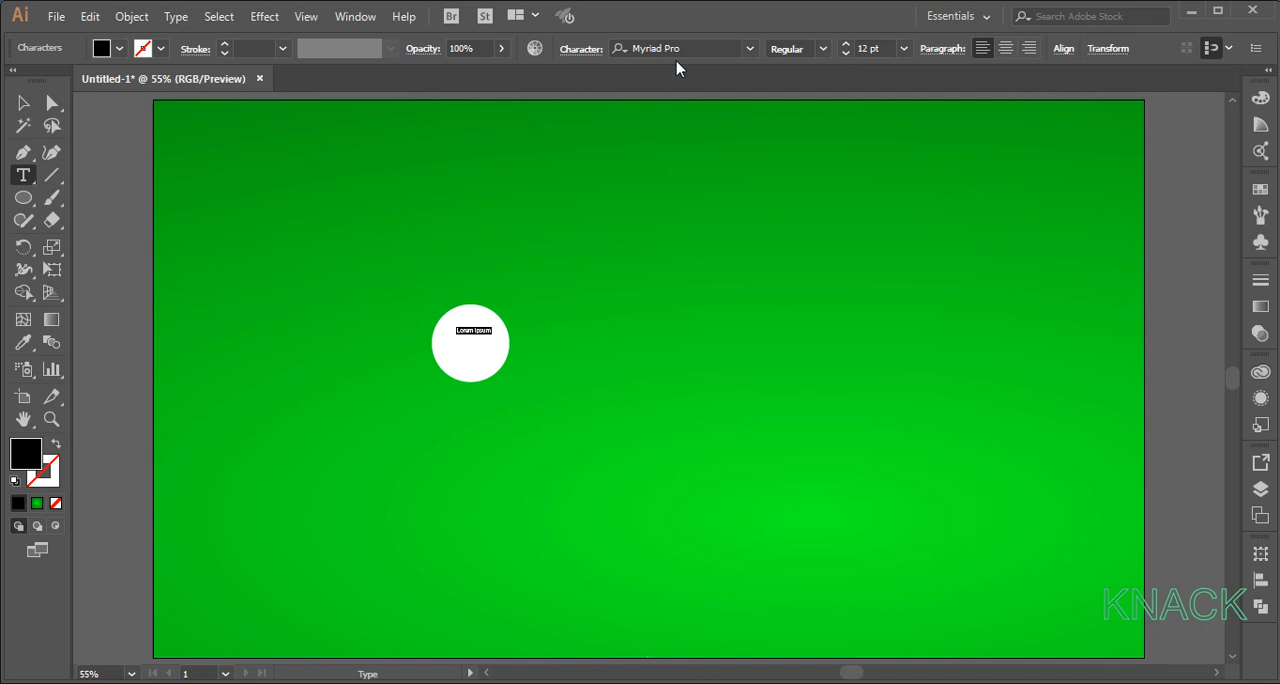 Ai File Edit Object Type Select Effect View Window Help Br St Essentials Search Adobe Stock
Characters Stroke: Opacity: 100% Character: Myriad Pro Regular 12 pt Paragraph: Align Transform
Untitled-1* @ 55% (RGB/Preview)
Lorem ipsum
KNACK
55% 1 Type